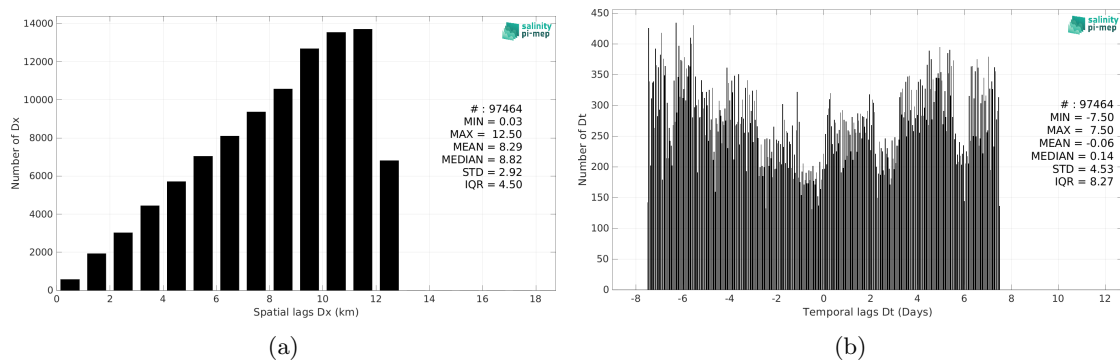 14000
12000
10000
8000
6000
4000
2000
0
Number of Dx
0 2 4 6 8 10 12 14 16 18
Spatial lags Dx (km)
salinity
pi-mep
# : 97464
MIN = 0.03
MAX = 12.50
MEAN = 8.29
MEDIAN = 8.82
STD = 2.92
IQR = 4.50
(a)
450
400
350
300
250
200
150
100
50
0
Number of Dt
-8 -6 -4 -2 0 2 4 6 8 10 12
Temporal lags Dt (Days)
salinity
pi-mep
# : 97464
MIN = -7.50
MAX = 7.50
MEAN = -0.06
MEDIAN = 0.14
STD = 4.53
IQR = 8.27
(b)